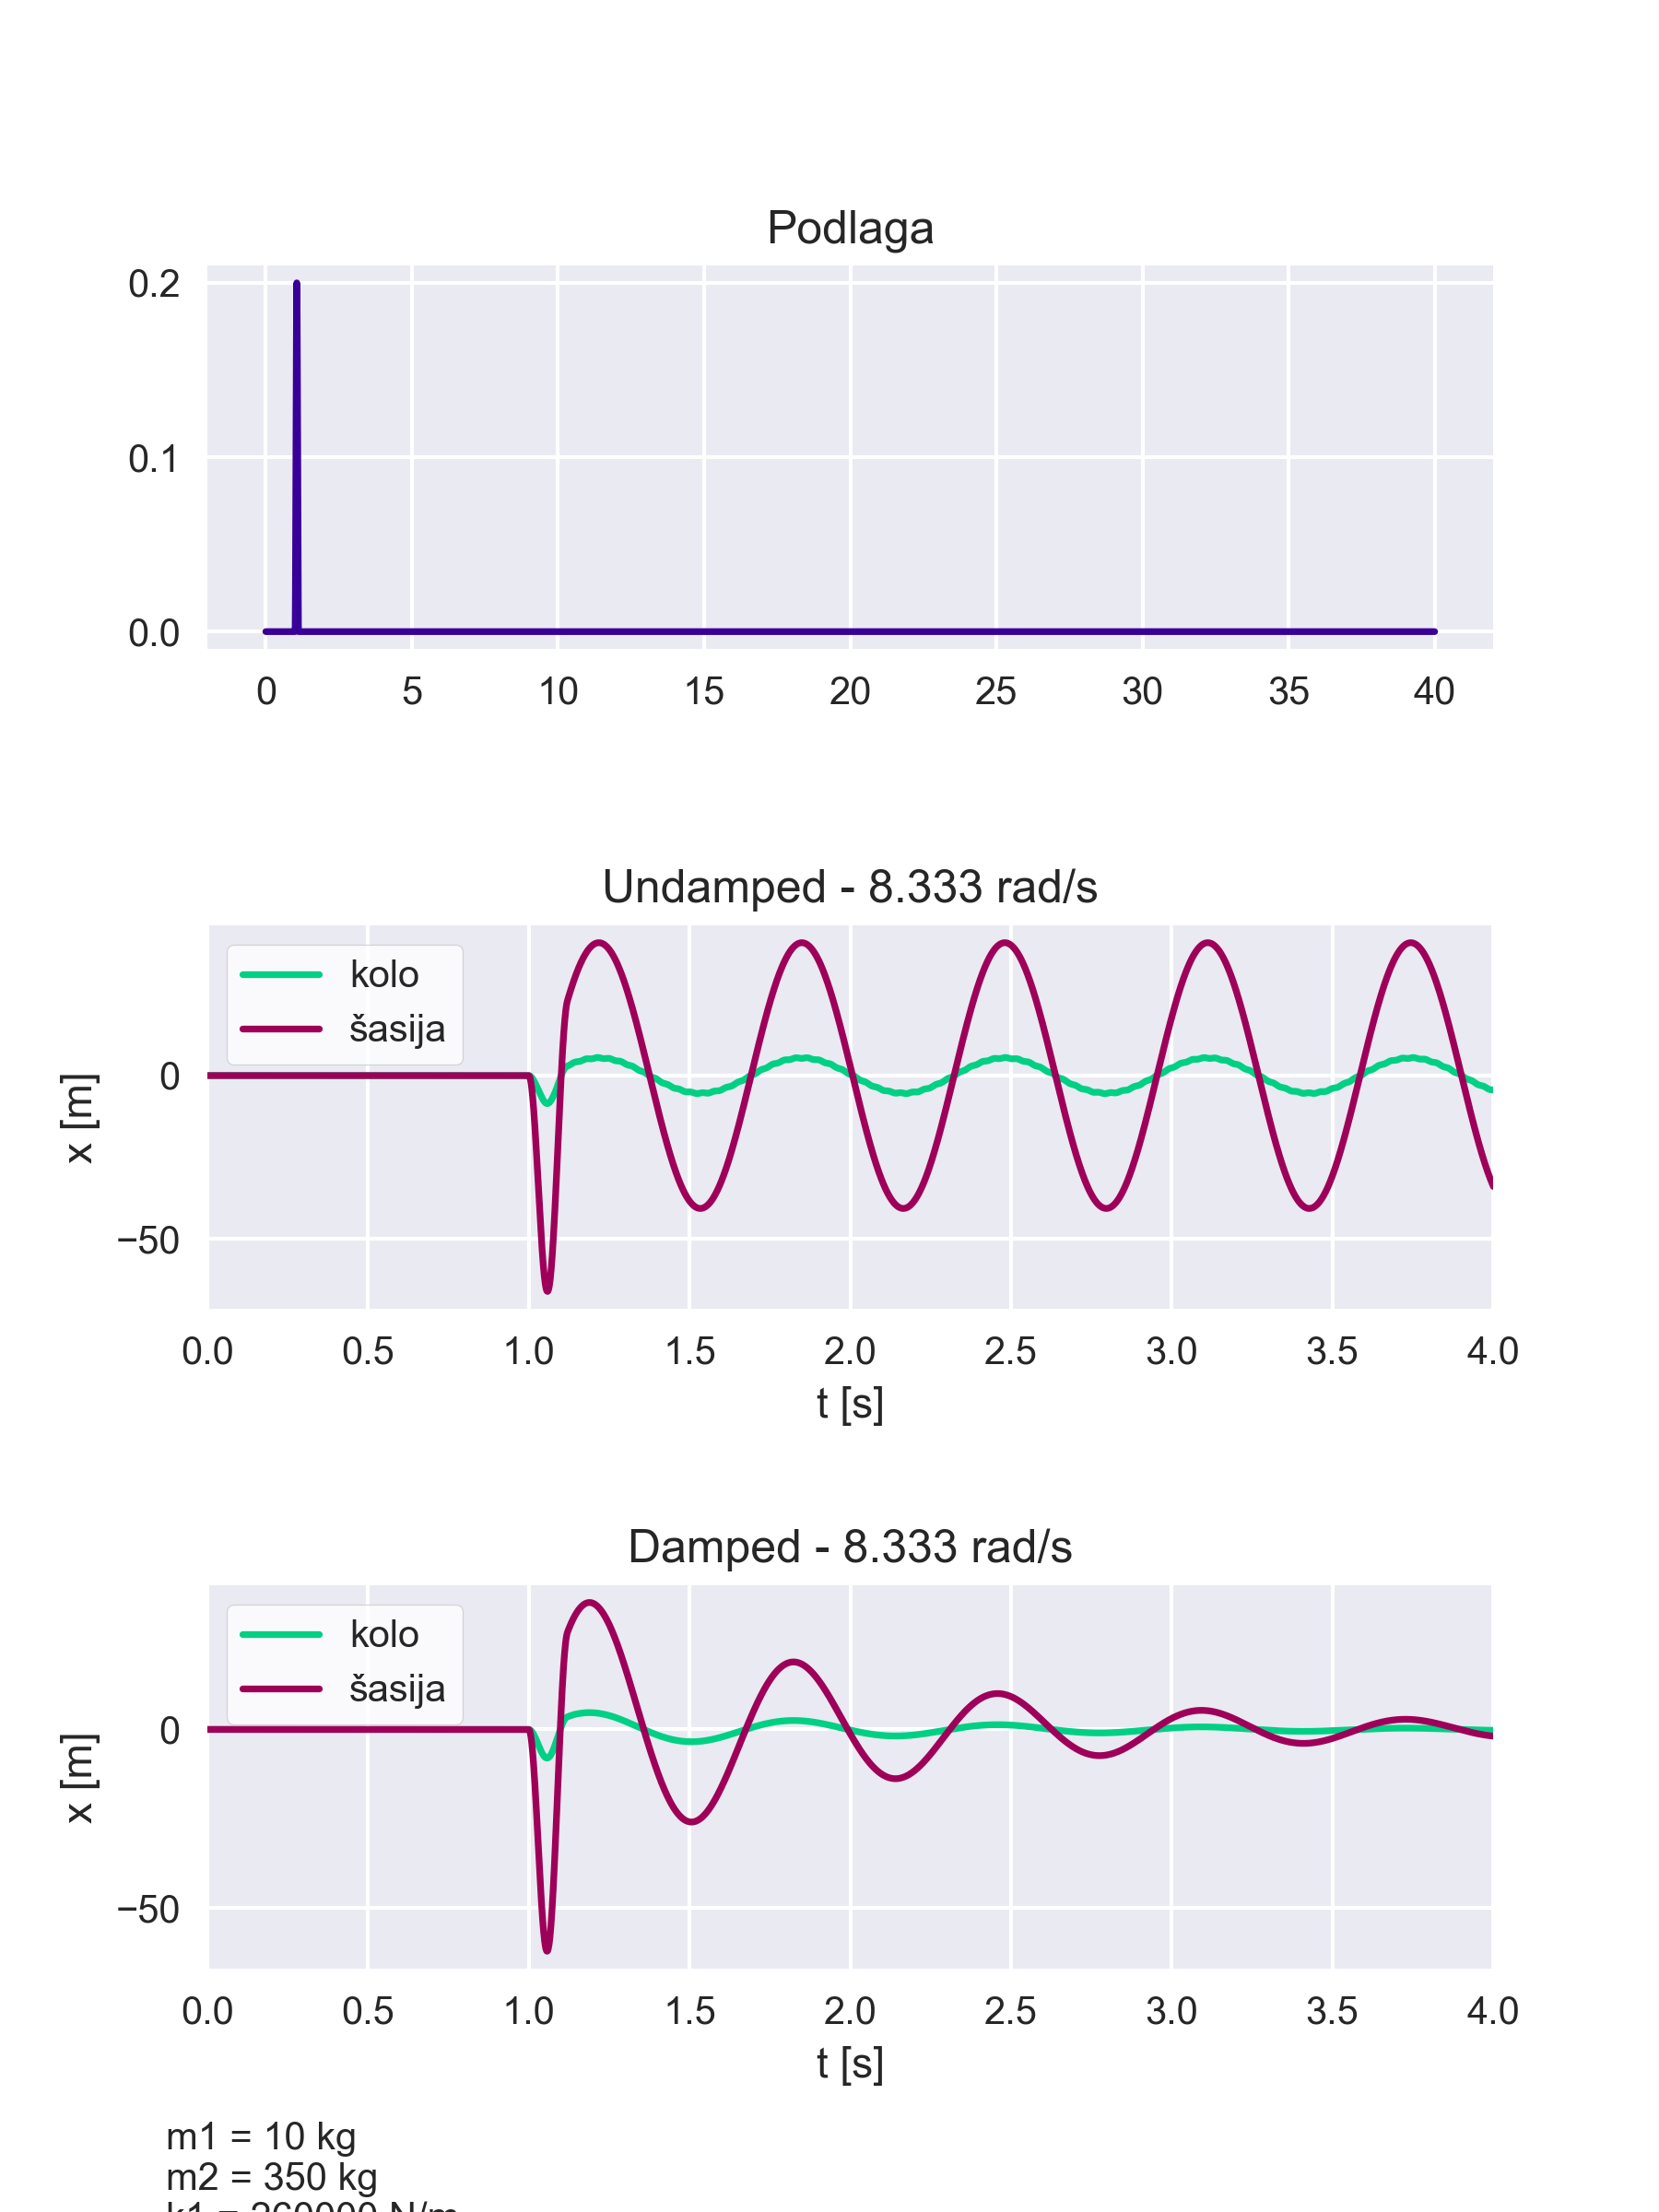 Podlaga
0.2
0.1
0.0
0 5 10 15 20 25 30 35 40
Undamped - 8.333 rad/s
kolo
šasija
0
−50
x [m]
0.0 0.5 1.0 1.5 2.0 2.5 3.0 3.5 4.0
t [s]
Damped - 8.333 rad/s
kolo
šasija
0
−50
x [m]
0.0 0.5 1.0 1.5 2.0 2.5 3.0 3.5 4.0
t [s]
m1 = 10 kg
m2 = 350 kg